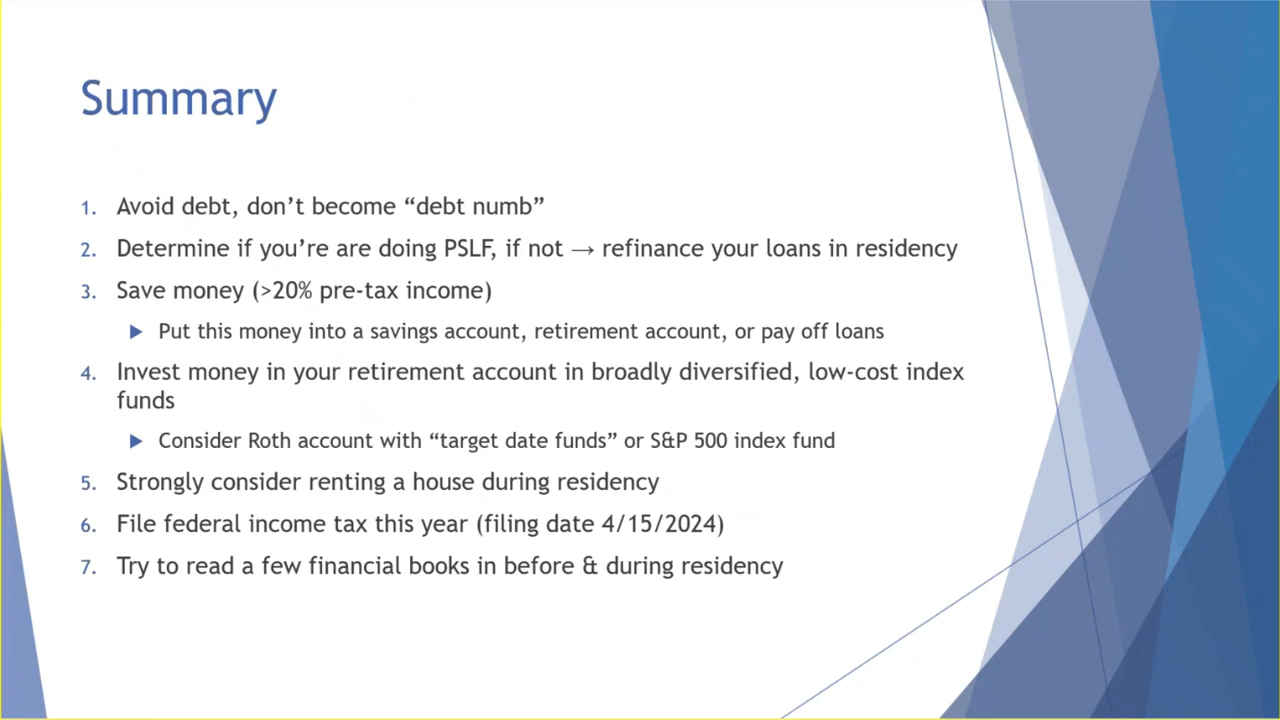 Summary
1. Avoid debt, don’t become “debt numb”
2. Determine if you’re are doing PSLF, if not → refinance your loans in residency
3. Save money (>20% pre-tax income)
Put this money into a savings account, retirement account, or pay off loans
4. Invest money in your retirement account in broadly diversified, low-cost index
funds
Consider Roth account with “target date funds” or S&P 500 index fund
5. Strongly consider renting a house during residency
6. File federal income tax this year (filing date 4/15/2024)
7. Try to read a few financial books in before & during residency